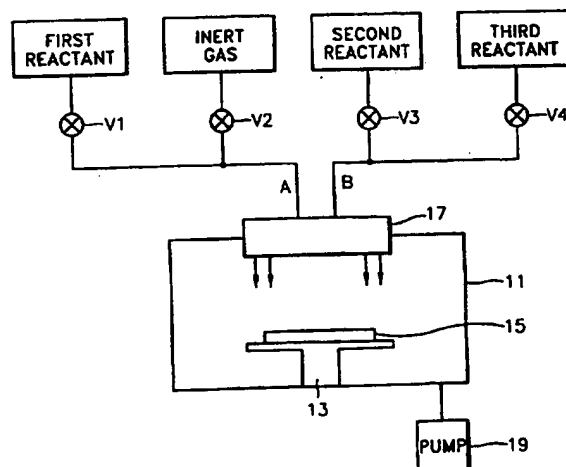 FIRST
REACTANT
INERT
GAS
SECOND
REACTANT
THIRD
REACTANT
V1
V2
V3
V4
A
B
17
11
15
13
PUMP
19